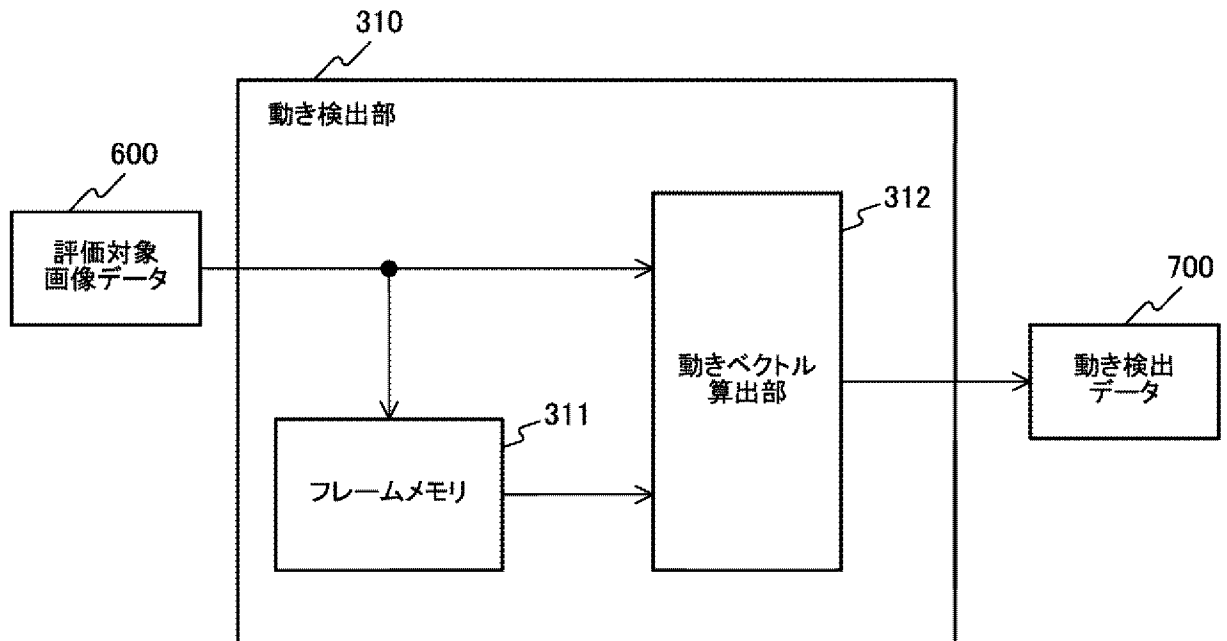 310
動き検出部
600
評価対象
画像データ
312
動きベクトル
算出部
700
動き検出
データ
311
フレームメモリ